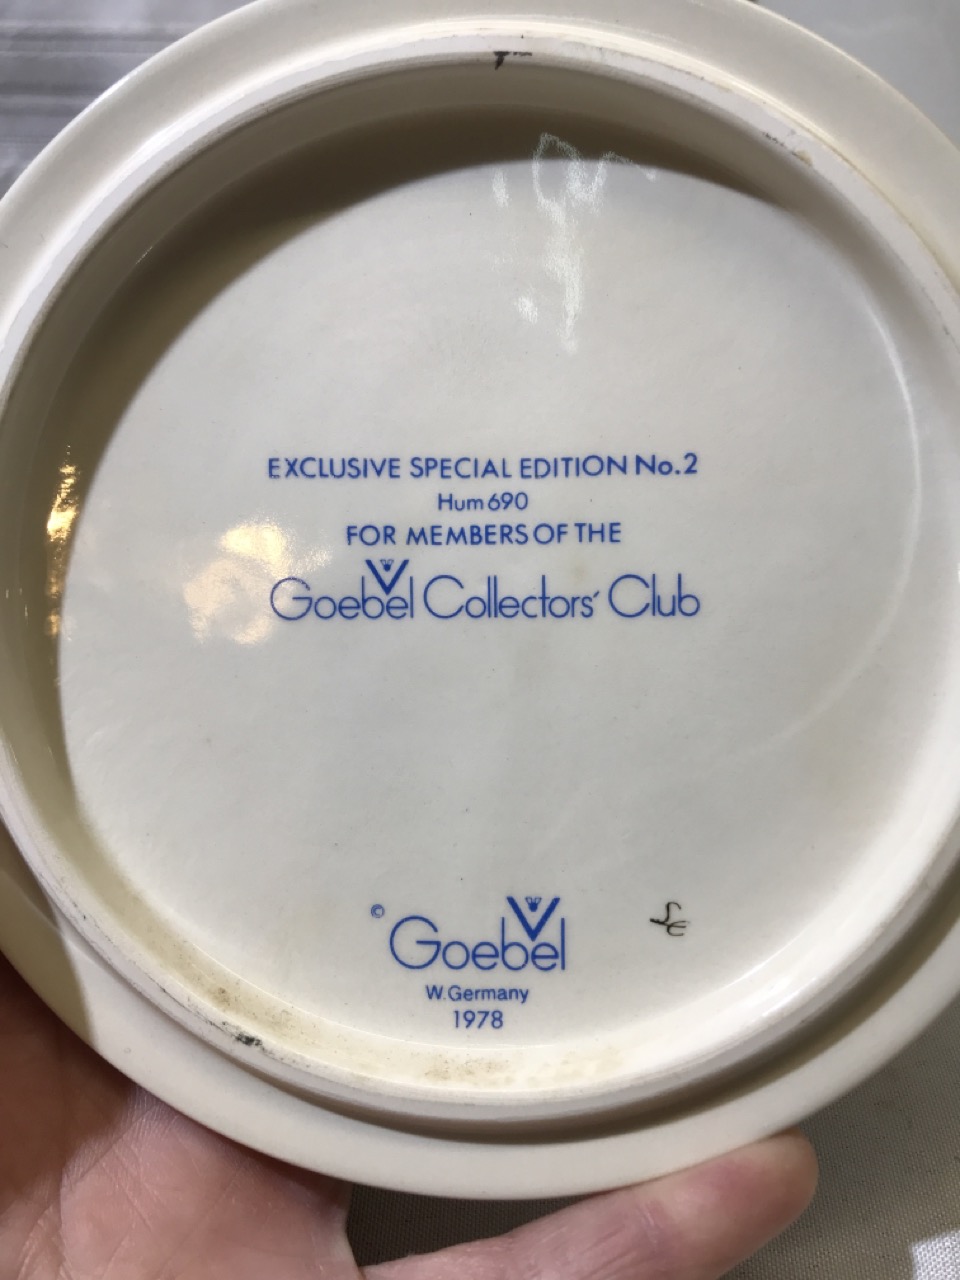 EXCLUSIVE SPECIAL EDITION No.2
Hum 690
FOR MEMBERS OF THE
Goebel Collectors' Club
© Goebel
W. Germany
1978